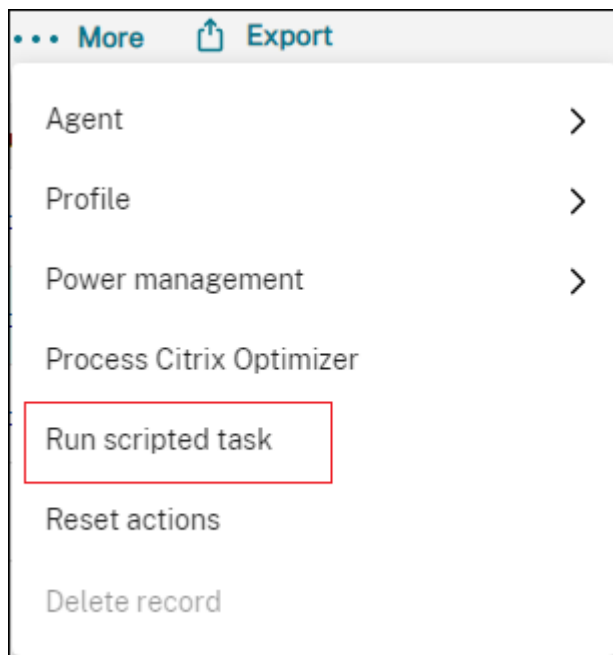 ••• More Export
Agent
Profile
Power management
Process Citrix Optimizer
Run scripted task
Reset actions
Delete record